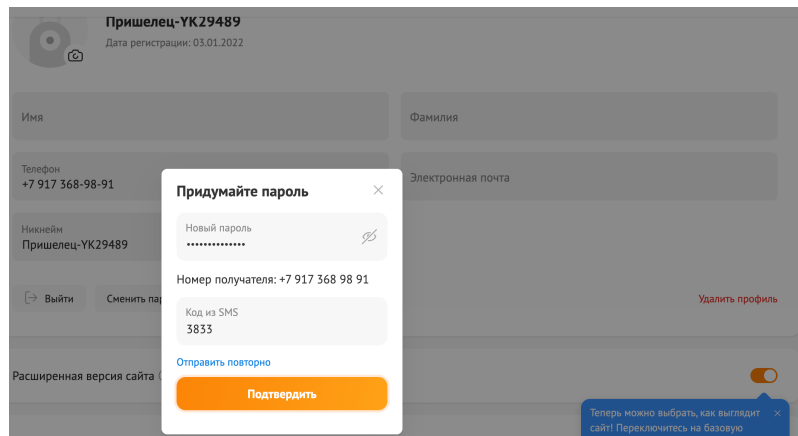 Пришелец-YK29489
Дата регистрации: 03.01.2022
Имя
Фамилия
Телефон
+7 917 368-98-91
Электронная почта
Никнейм
Пришелец-YK29489
Выйти
Сменить пар
Удалить профиль
Придумайте пароль
Новый пароль
••••••••••••••
Номер получателя: +7 917 368 98 91
Код из SMS
3833
Отправить повторно
Подтвердить
Расширенная версия сайта
Теперь можно выбрать, как выглядит
сайт! Переключитесь на базовую